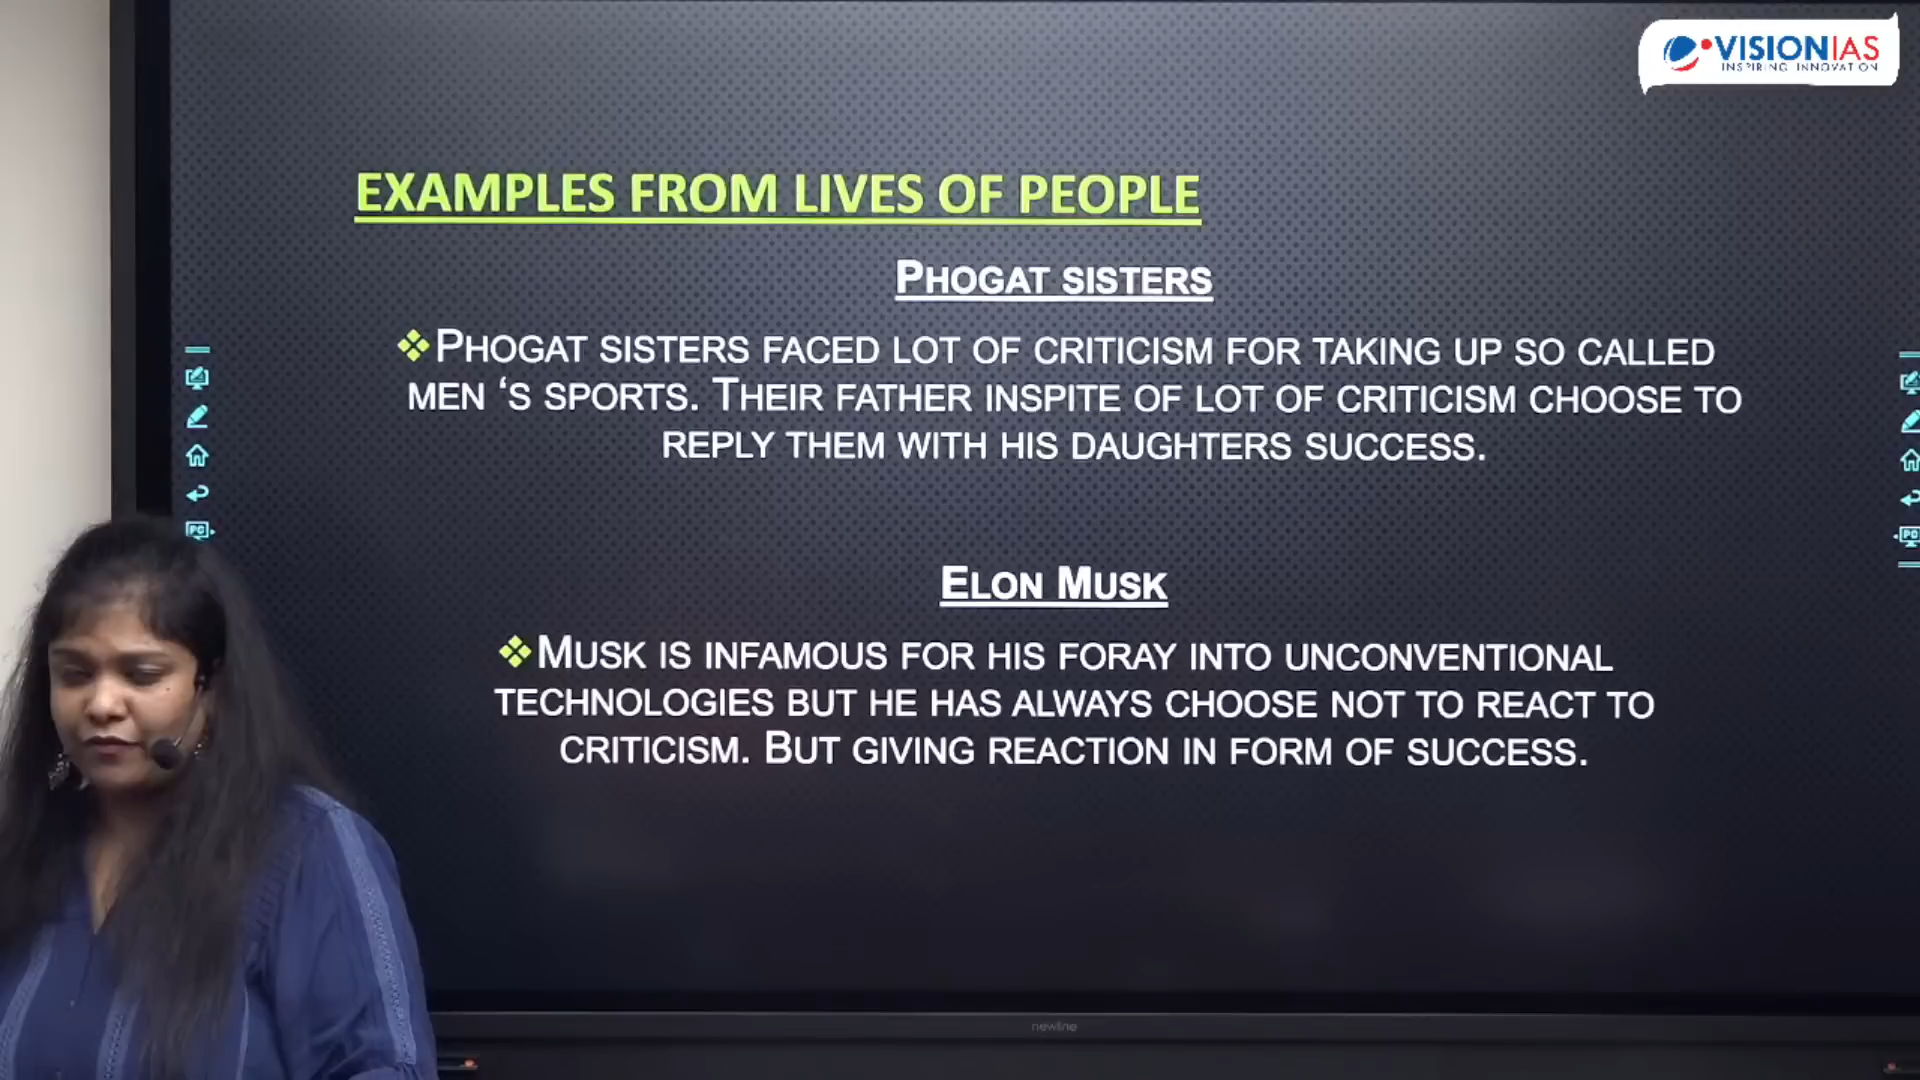 VISIONIAS
INSPIRING INNOVATION
EXAMPLES FROM LIVES OF PEOPLE
PHOGAT SISTERS
❖PHOGAT SISTERS FACED LOT OF CRITICISM FOR TAKING UP SO CALLED
MEN ‘S SPORTS. THEIR FATHER INSPITE OF LOT OF CRITICISM CHOOSE TO
REPLY THEM WITH HIS DAUGHTERS SUCCESS.
PC
PC
ELON MUSK
❖MUSK IS INFAMOUS FOR HIS FORAY INTO UNCONVENTIONAL
TECHNOLOGIES BUT HE HAS ALWAYS CHOOSE NOT TO REACT TO
CRITICISM. BUT GIVING REACTION IN FORM OF SUCCESS.
newline